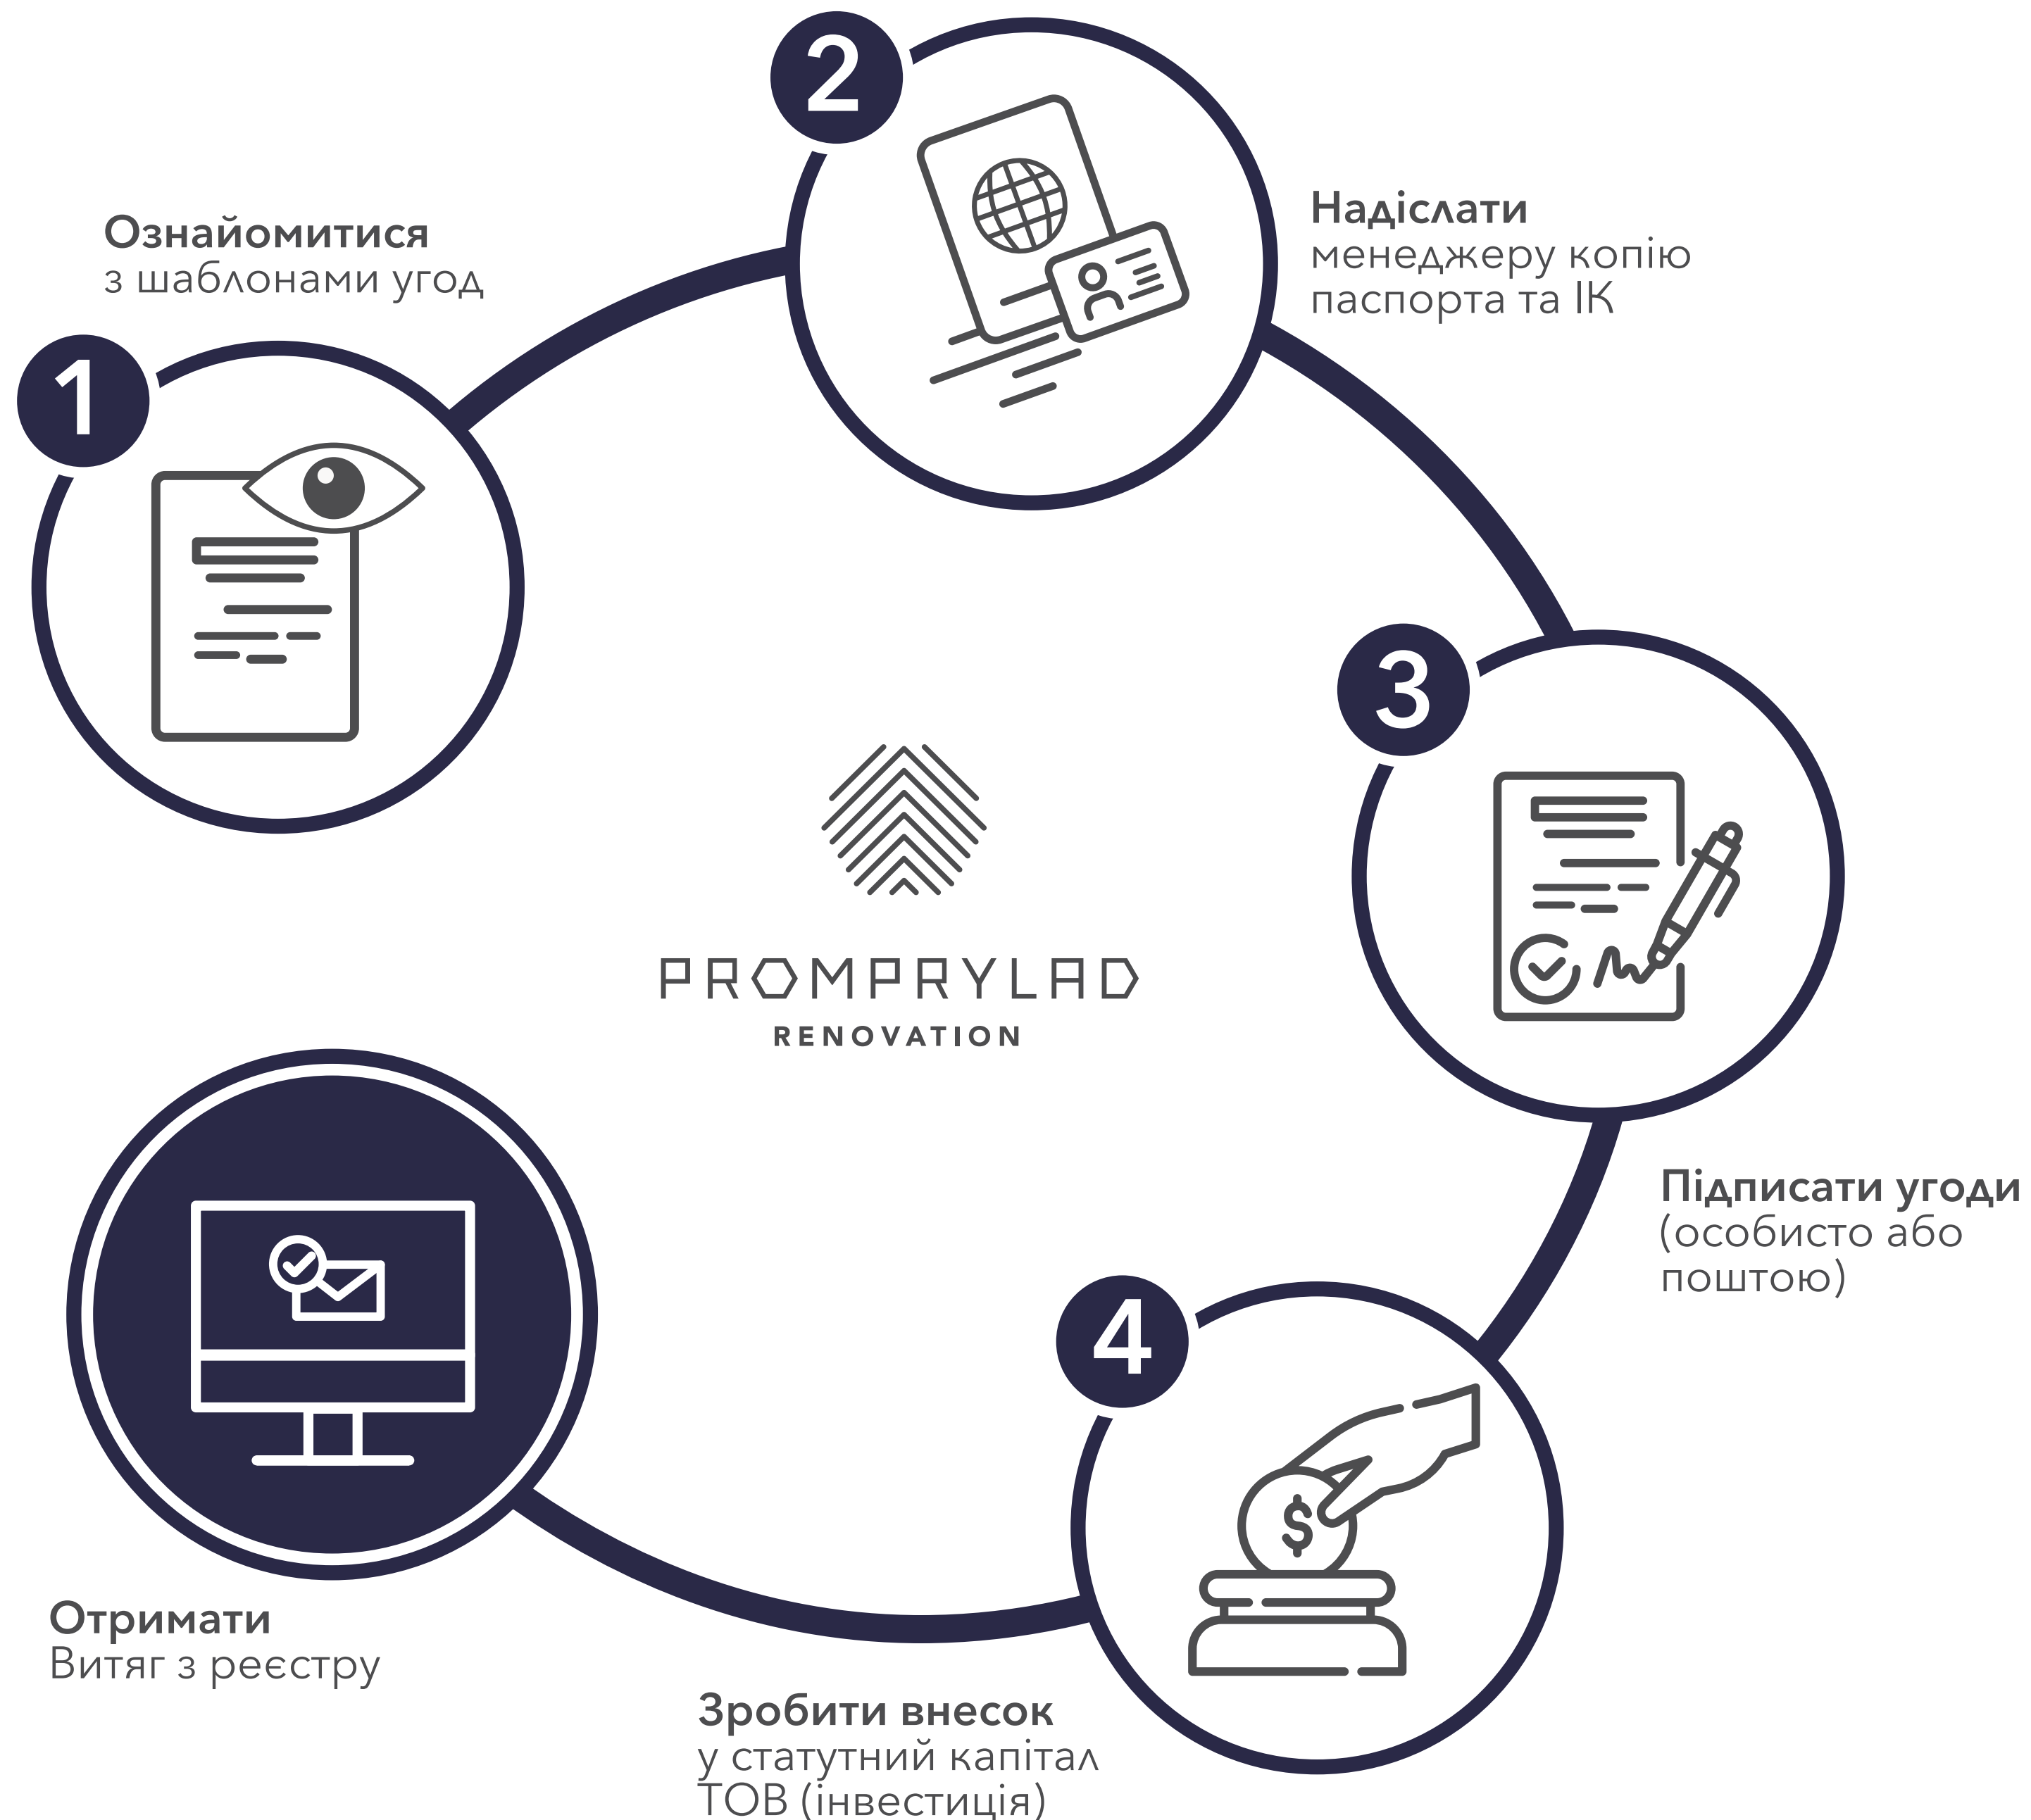 1
Ознайомитися
з шаблонами угод
2
Надіслати
менеджеру копію
паспорта та ІК
3
Підписати угоди
(особисто або
поштою)
4
Зробити внесок
у статутний капітал
ТОВ (інвестиція)
Отримати
Витяг з реєстру
PROMPRYLAD
RENOVATION
$